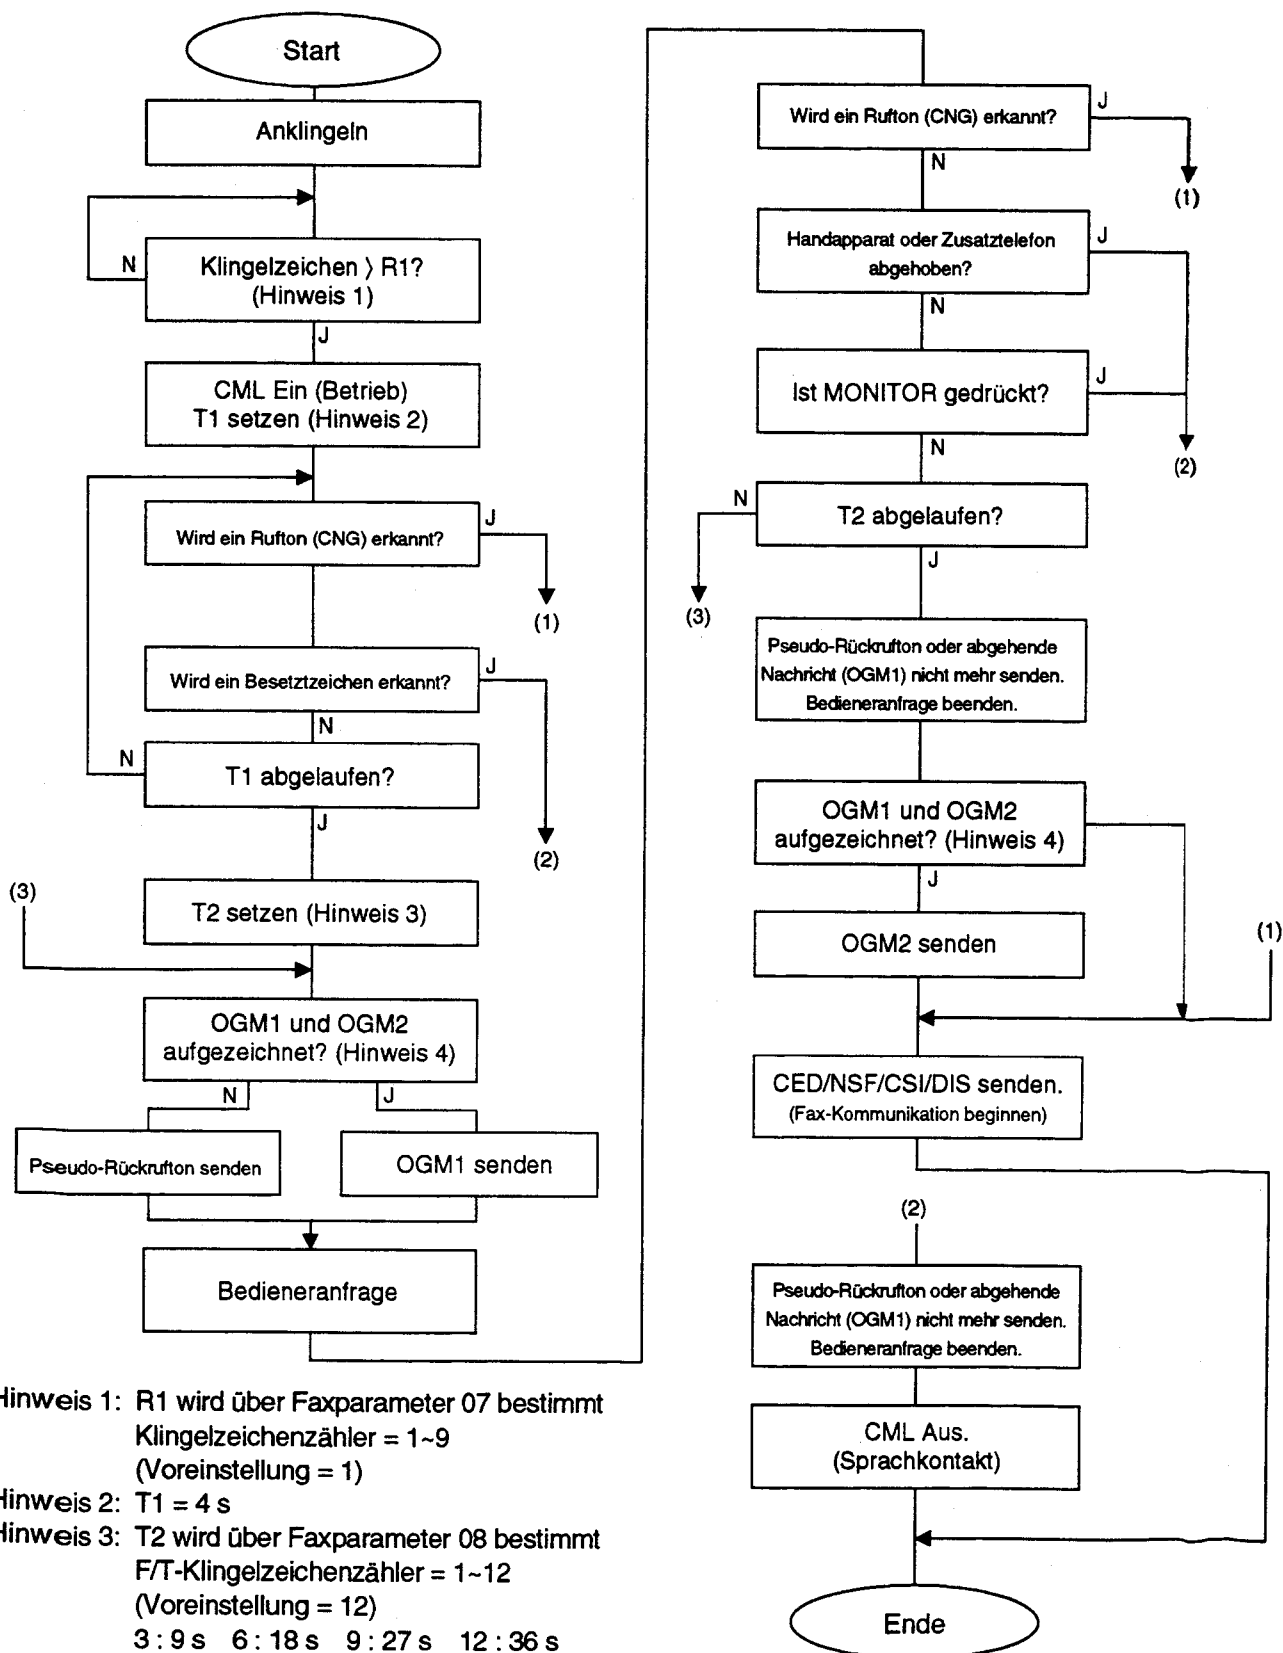 Start
Anklingeln
N
Klingelzeichen 〉 R1?
(Hinweis 1)
J
CML Ein (Betrieb)
T1 setzen (Hinweis 2)
J
Wird ein Rufton (CNG) erkannt?
(1)
J
Wird ein Besetztzeichen erkannt?
N
N
T1 abgelaufen?
J
(2)
(3)
T2 setzen (Hinweis 3)
OGM1 und OGM2
aufgezeichnet? (Hinweis 4)
N
J
Pseudo-Rückrufton senden
OGM1 senden
Bedieneranfrage
Hinweis 1: R1 wird über Faxparameter 07 bestimmt
Klingelzeichenzähler = 1~9
(Voreinstellung = 1)
Hinweis 2: T1 = 4 s
Hinweis 3: T2 wird über Faxparameter 08 bestimmt
F/T-Klingelzeichenzähler = 1~12
(Voreinstellung = 12)
3 : 9 s 6 : 18 s 9 : 27 s 12 : 36 s
J
Wird ein Rufton (CNG) erkannt?
N
(1)
Handapparat oder Zusatztelefon
abgehoben?
J
N
Ist MONITOR gedrückt?
J
N
(2)
N
T2 abgelaufen?
J
(3)
Pseudo-Rückrufton oder abgehende
Nachricht (OGM1) nicht mehr senden.
Bedieneranfrage beenden.
OGM1 und OGM2
aufgezeichnet? (Hinweis 4)
J
OGM2 senden
(1)
CED/NSF/CSI/DIS senden.
(Fax-Kommunikation beginnen)
(2)
Pseudo-Rückrufton oder abgehende
Nachricht (OGM1) nicht mehr senden.
Bedieneranfrage beenden.
CML Aus.
(Sprachkontakt)
Ende